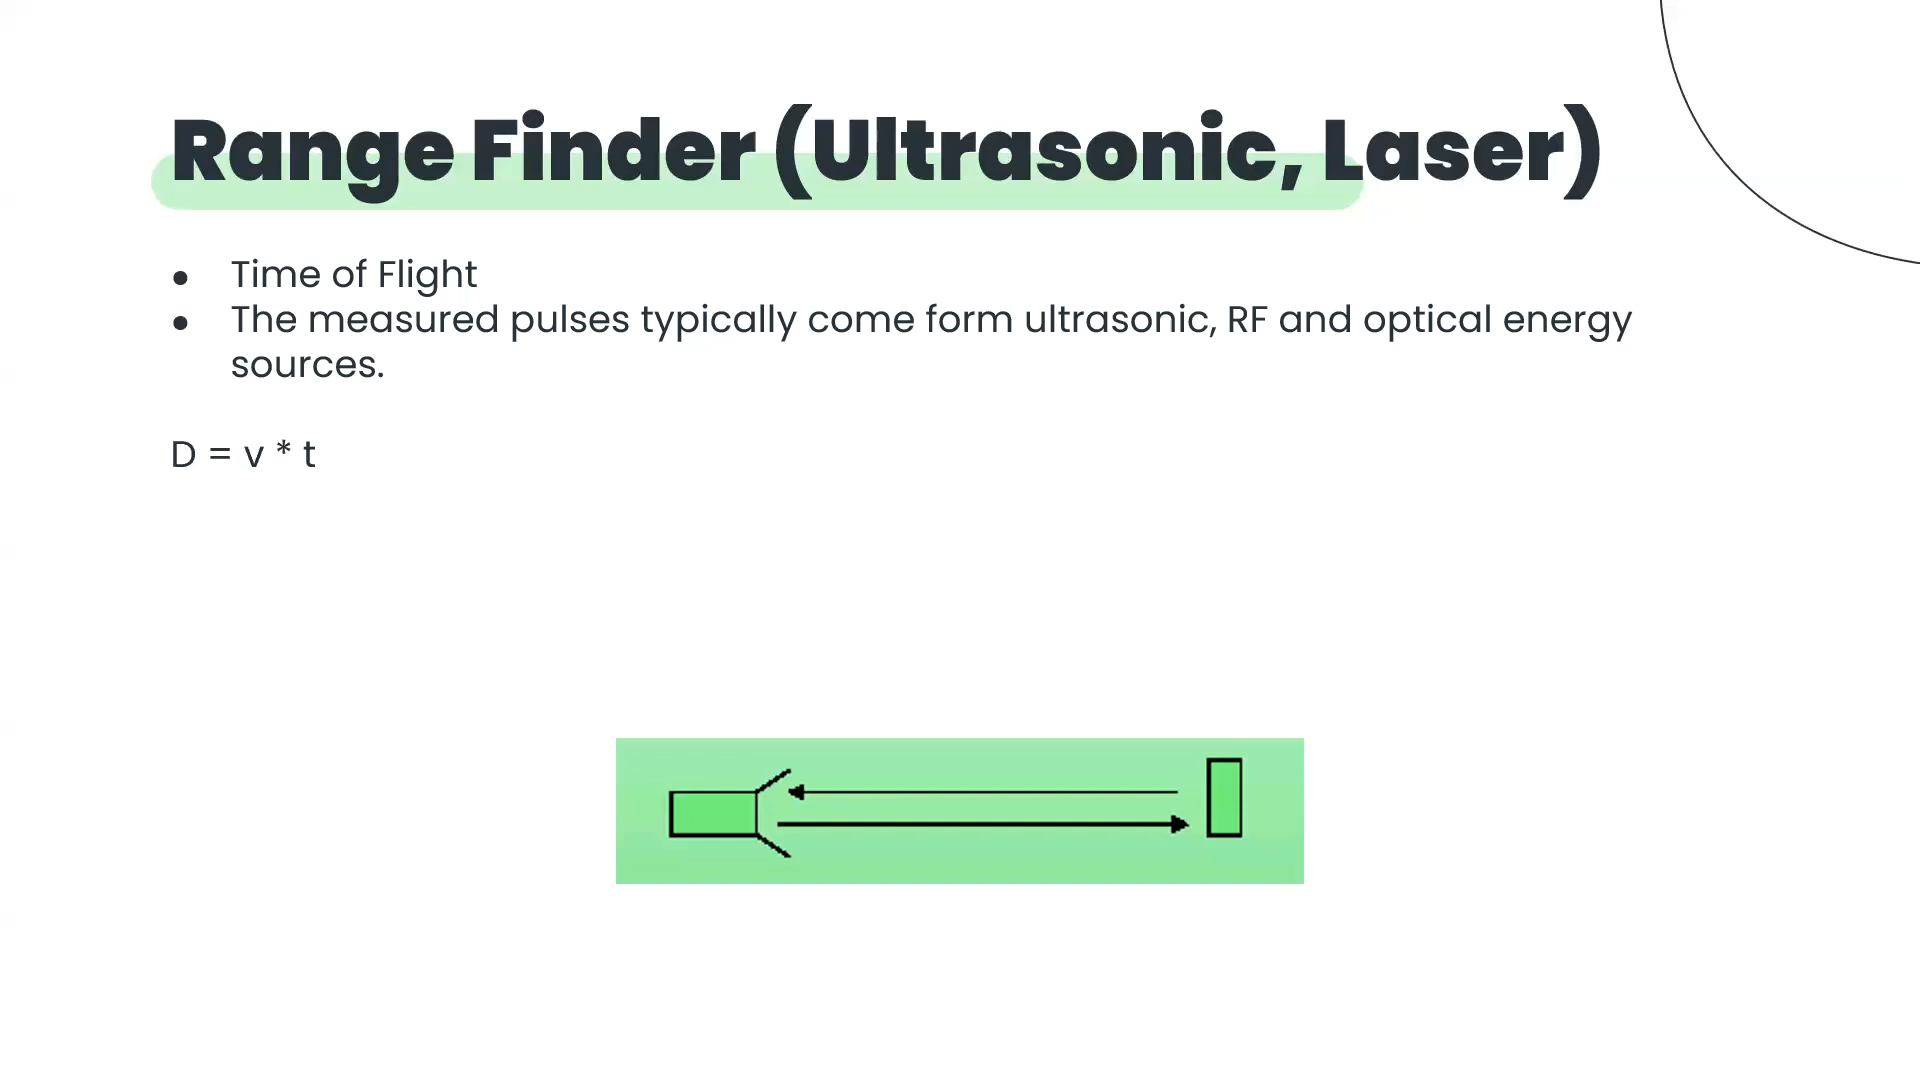 Range Finder (Ultrasonic, Laser)
● Time of Flight
● The measured pulses typically come form ultrasonic, RF and optical energy
sources.
D = v * t